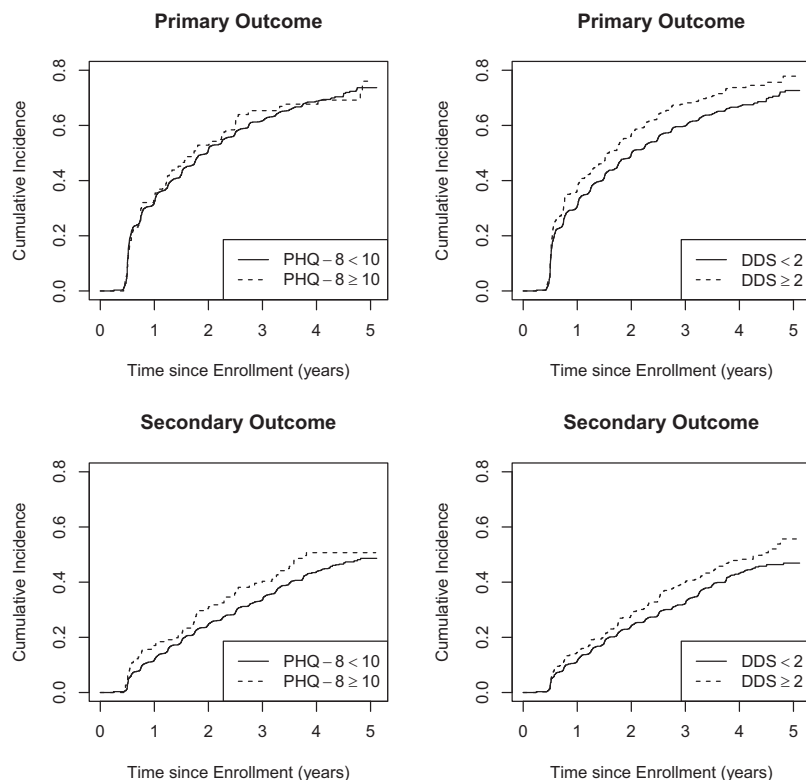 Primary Outcome
Cumulative Incidence
0.8
0.6
0.4
0.2
0.0
PHQ – 8 < 10
PHQ – 8 ≥ 10
0 1 2 3 4 5
Time since Enrollment (years)
Primary Outcome
Cumulative Incidence
0.8
0.6
0.4
0.2
0.0
DDS < 2
DDS ≥ 2
0 1 2 3 4 5
Time since Enrollment (years)
Secondary Outcome
Cumulative Incidence
0.8
0.6
0.4
0.2
0.0
PHQ – 8 < 10
PHQ – 8 ≥ 10
0 1 2 3 4 5
Time since Enrollment (years)
Secondary Outcome
Cumulative Incidence
0.8
0.6
0.4
0.2
0.0
DDS < 2
DDS ≥ 2
0 1 2 3 4 5
Time since Enrollment (years)